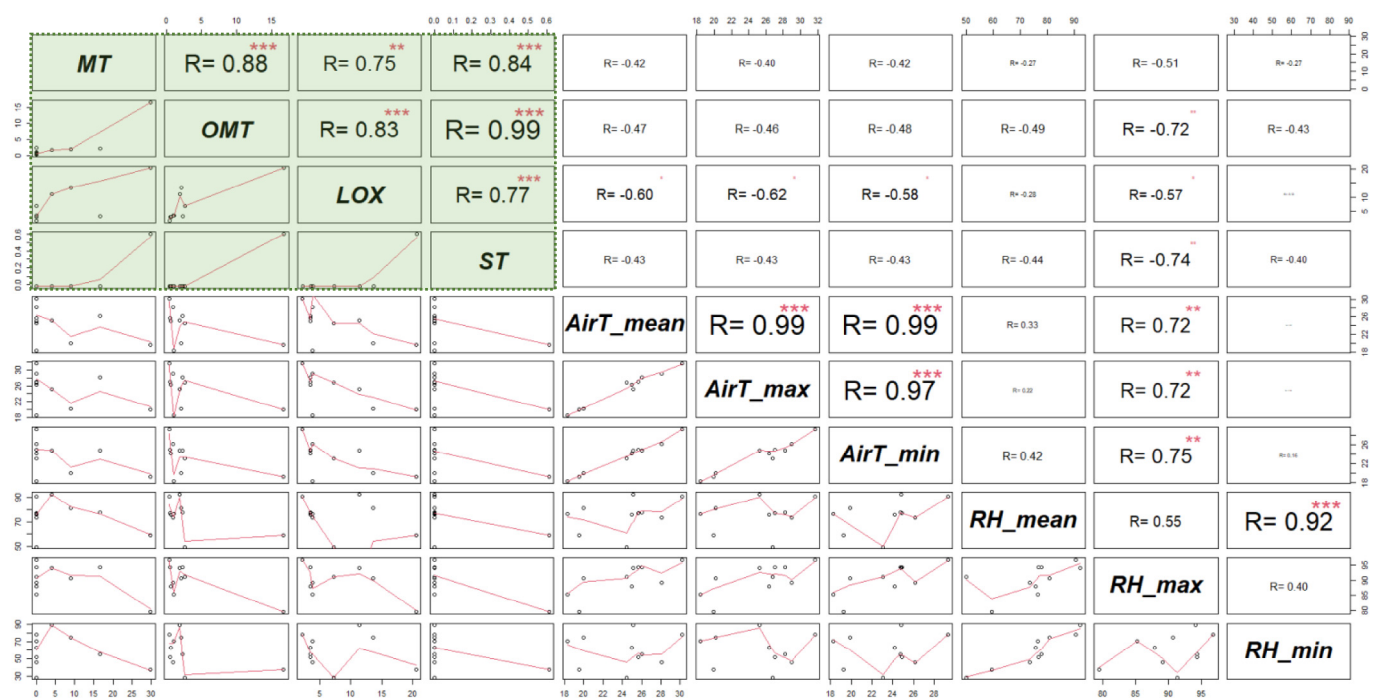 0 5 10 15 0.0 0.1 0.2 0.3 0.4 0.5 0.6 18 20 22 24 26 28 30 32 50 60 70 80 90 30 40 50 60 70 80 90
MT R= 0.88 *** R= 0.75 ** R= 0.84 *** R= -0.42 R= -0.40 R= -0.42 R= -0.27 R= -0.51 R= -0.27 0 10 20 30
0 5 10 15 OMT R= 0.83 *** R= 0.99 *** R= -0.47 R= -0.46 R= -0.48 R= -0.49 R= -0.72 ** R= -0.43
LOX R= 0.77 *** R= -0.60 * R= -0.62 * R= -0.58 * R= -0.28 R= -0.57 * 5 10 15 20
0.0 0.2 0.4 0.6 ST R= -0.43 R= -0.43 R= -0.43 R= -0.44 R= -0.74 ** R= -0.40
AirT_mean R= 0.99 *** R= 0.99 *** R= 0.33 R= 0.72 ** 18 22 26 30
18 22 26 30 AirT_max R= 0.97 *** R= 0.22 R= 0.72 **
AirT_min R= 0.42 R= 0.75 ** R= 0.16 18 22 26
50 70 90 RH_mean R= 0.55 R= 0.92 ***
RH_max R= 0.40 80 85 90 95
30 50 70 90 RH_min
0 5 10 15 20 25 30 5 10 15 20 18 20 22 24 26 28 30 18 20 22 24 26 28 80 85 90 95